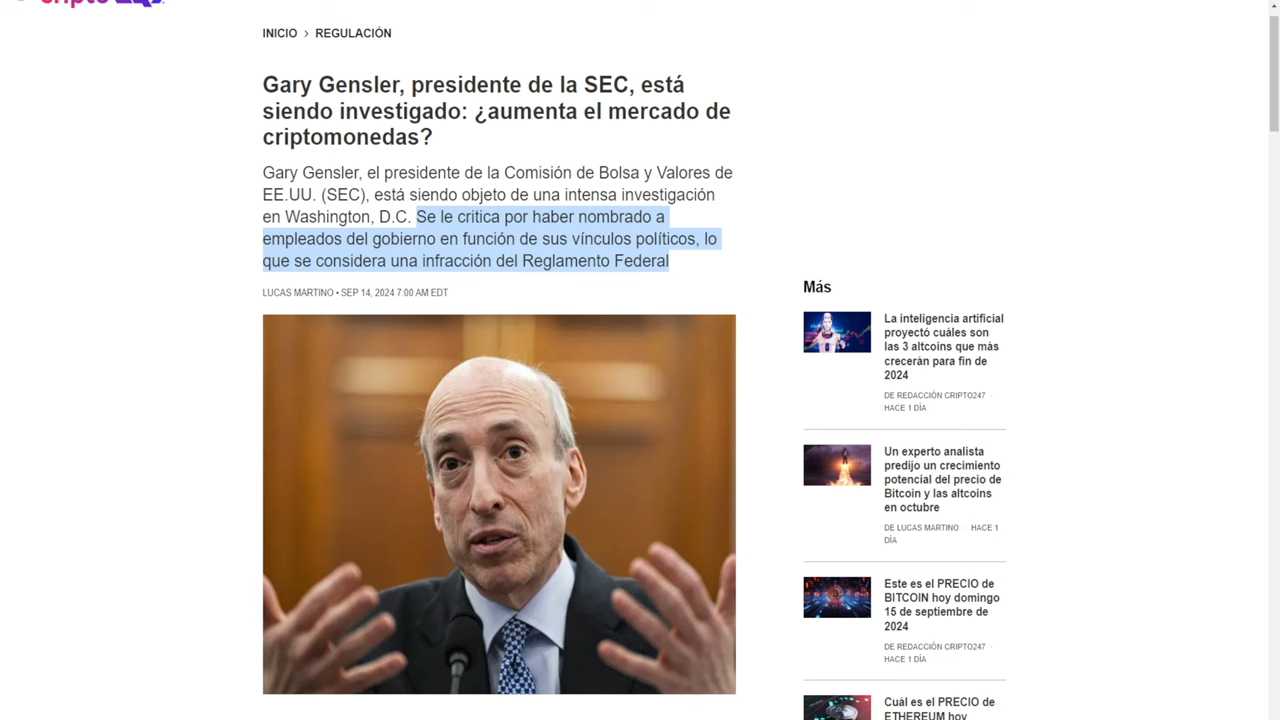 INICIO > REGULACIÓN
Gary Gensler, presidente de la SEC, está
siendo investigado: ¿aumenta el mercado de
criptomonedas?
Gary Gensler, el presidente de la Comisión de Bolsa y Valores de
EE.UU. (SEC), está siendo objeto de una intensa investigación
en Washington, D.C. Se le critica por haber nombrado a
empleados del gobierno en función de sus vínculos políticos, lo
que se considera una infracción del Reglamento Federal
LUCAS MARTINO • SEP 14, 2024 7:00 AM EDT
Más
La inteligencia artificial
proyectó cuáles son
las 3 altcoins que más
crecerán para fin de
2024
DE REDACCIÓN CRIPTO247 ·
HACE 1 DÍA
Un experto analista
predijo un crecimiento
potencial del precio de
Bitcoin y las altcoins
en octubre
DE LUCAS MARTINO · HACE 1
DÍA
Este es el PRECIO de
BITCOIN hoy domingo
15 de septiembre de
2024
DE REDACCIÓN CRIPTO247 ·
HACE 1 DÍA
Cuál es el PRECIO de
ETHEREUM hoy